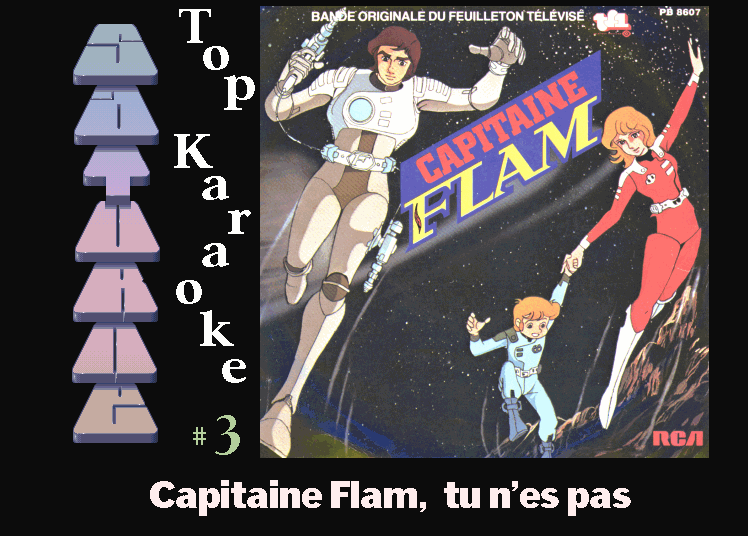 Top
Karaoke
#3
BANDE ORIGINALE DU FEUILLETON TÉLÉVISÉ
PB 8607
CAPITAINE
FLAM
RCA
Capitaine Flam, tu n'es pas